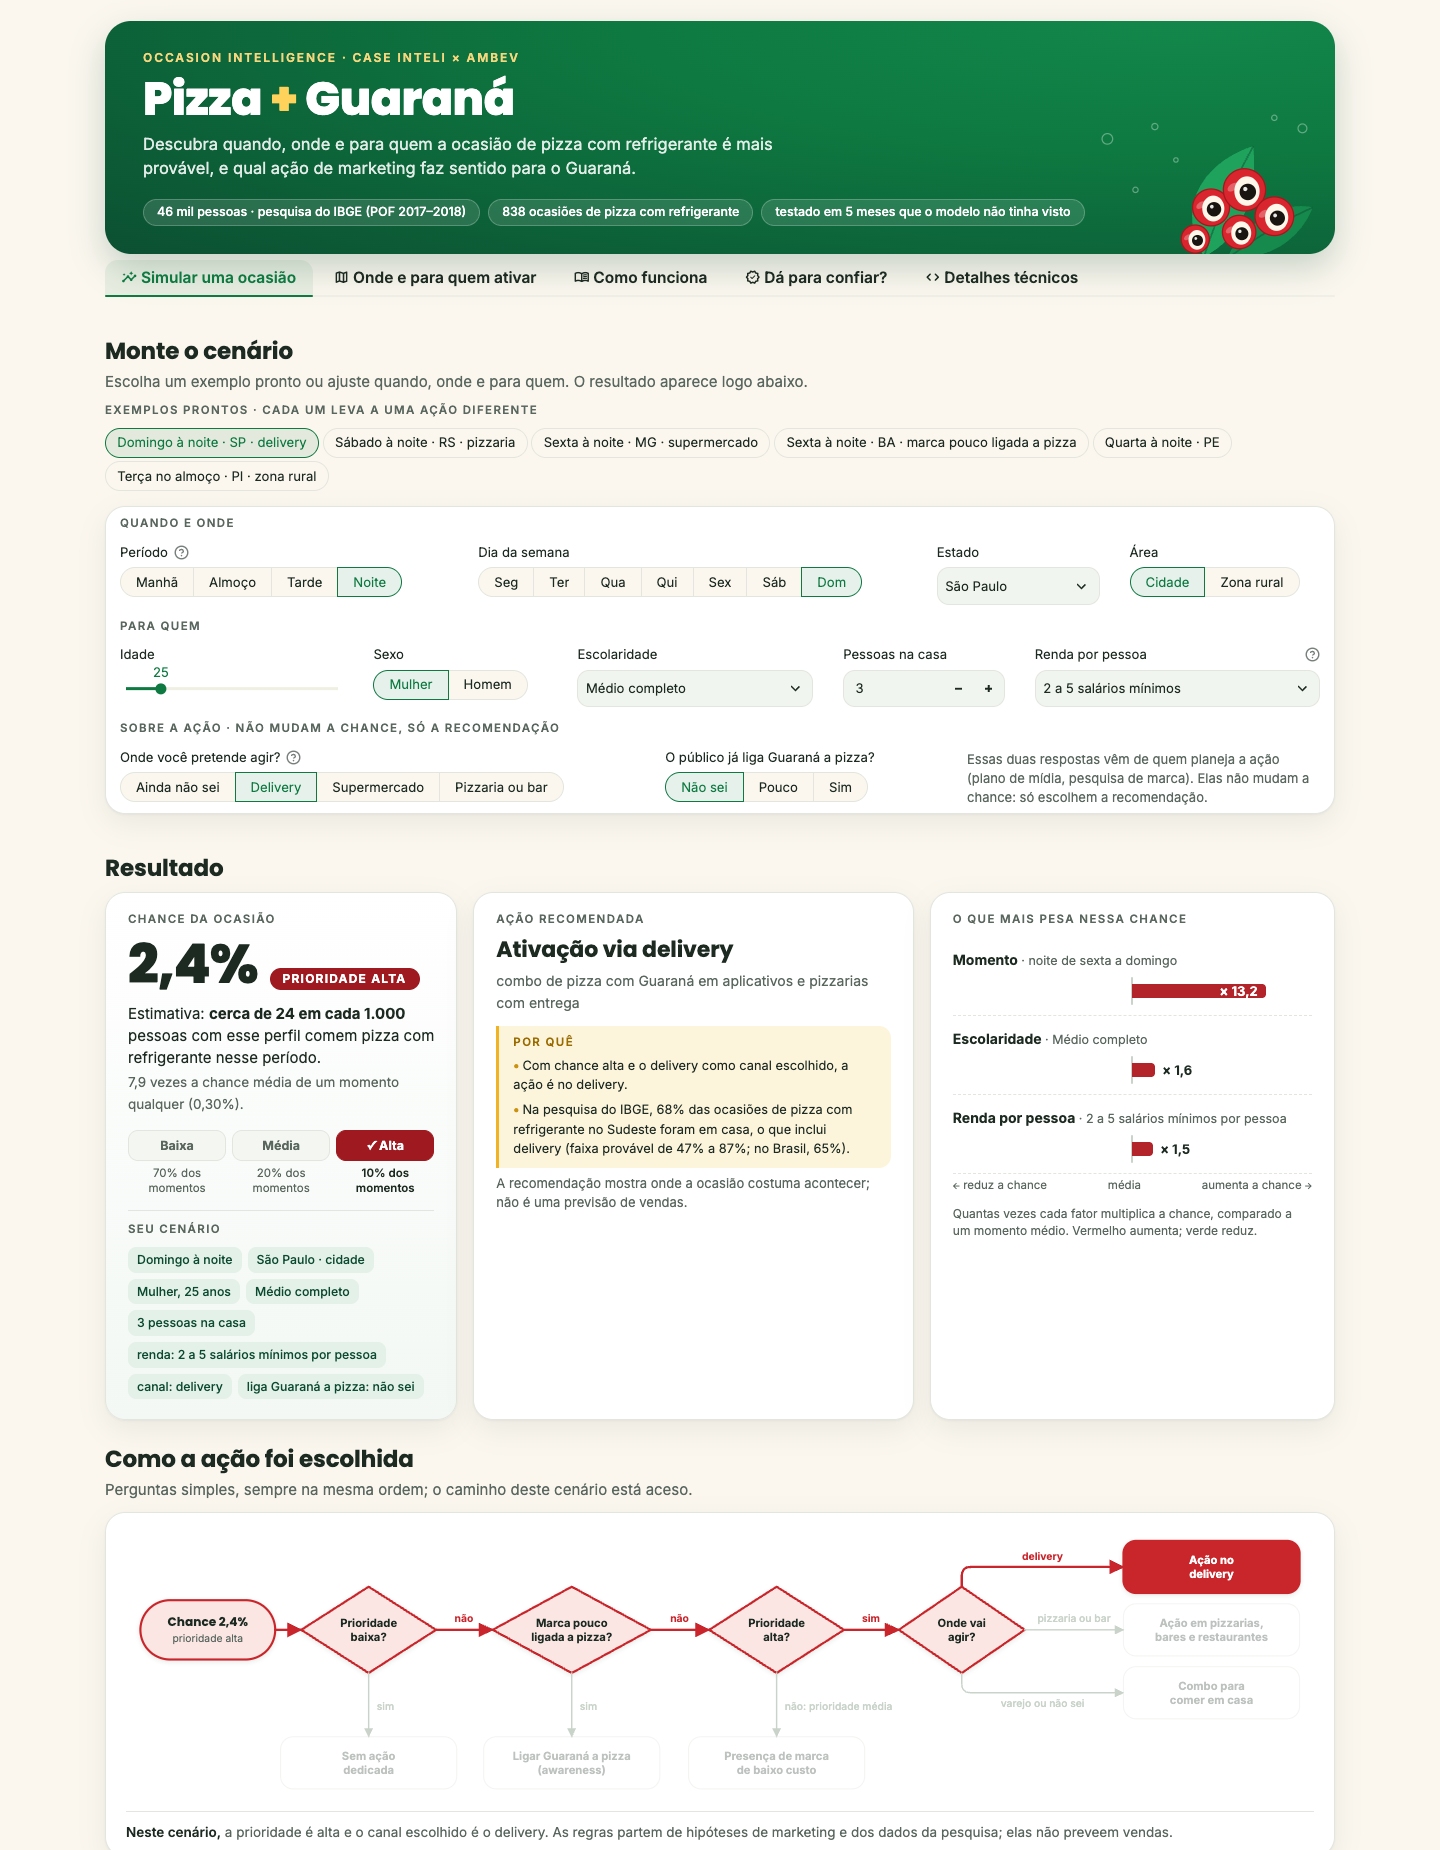 OCCASION INTELLIGENCE · CASE INTELI × AMBEV
Pizza + Guaraná
Descubra quando, onde e para quem a ocasião de pizza com refrigerante é mais
provável, e qual ação de marketing faz sentido para o Guaraná.
46 mil pessoas · pesquisa do IBGE (POF 2017–2018)
838 ocasiões de pizza com refrigerante
testado em 5 meses que o modelo não tinha visto
Simular uma ocasião
Onde e para quem ativar
Como funciona
Dá para confiar?
Detalhes técnicos
Monte o cenário
Escolha um exemplo pronto ou ajuste quando, onde e para quem. O resultado aparece logo abaixo.
EXEMPLOS PRONTOS · CADA UM LEVA A UMA AÇÃO DIFERENTE
Domingo à noite · SP · delivery
Sábado à noite · RS · pizzaria
Sexta à noite · MG · supermercado
Sexta à noite · BA · marca pouco ligada a pizza
Quarta à noite · PE
Terça no almoço · PI · zona rural
QUANDO E ONDE
Período
Manhã
Almoço
Tarde
Noite
Dia da semana
Seg
Ter
Qua
Qui
Sex
Sáb
Dom
Estado
São Paulo
Área
Cidade
Zona rural
PARA QUEM
Idade
25
Sexo
Mulher
Homem
Escolaridade
Médio completo
Pessoas na casa
3
Renda por pessoa
2 a 5 salários mínimos
SOBRE A AÇÃO · NÃO MUDAM A CHANCE, SÓ A RECOMENDAÇÃO
Onde você pretende agir?
Ainda não sei
Delivery
Supermercado
Pizzaria ou bar
O público já liga Guaraná a pizza?
Não sei
Pouco
Sim
Essas duas respostas vêm de quem planeja a ação
(plano de mídia, pesquisa de marca). Elas não mudam a
chance: só escolhem a recomendação.
Resultado
CHANCE DA OCASIÃO
2,4%
PRIORIDADE ALTA
Estimativa: cerca de 24 em cada 1.000
pessoas com esse perfil comem pizza com
refrigerante nesse período.
7,9 vezes a chance média de um momento
qualquer (0,30%).
Baixa
Média
✓ Alta
70% dos
momentos
20% dos
momentos
10% dos
momentos
SEU CENÁRIO
Domingo à noite
São Paulo · cidade
Mulher, 25 anos
Médio completo
3 pessoas na casa
renda: 2 a 5 salários mínimos por pessoa
canal: delivery
liga Guaraná a pizza: não sei
AÇÃO RECOMENDADA
Ativação via delivery
combo de pizza com Guaraná em aplicativos e pizzarias
com entrega
POR QUÊ
• Com chance alta e o delivery como canal escolhido, a
ação é no delivery.
• Na pesquisa do IBGE, 68% das ocasiões de pizza com
refrigerante no Sudeste foram em casa, o que inclui
delivery (faixa provável de 47% a 87%; no Brasil, 65%).
A recomendação mostra onde a ocasião costuma acontecer;
não é uma previsão de vendas.
O QUE MAIS PESA NESSA CHANCE
Momento · noite de sexta a domingo
× 13,2
Escolaridade · Médio completo
× 1,6
Renda por pessoa · 2 a 5 salários mínimos por pessoa
× 1,5
← reduz a chance
média
aumenta a chance →
Quantas vezes cada fator multiplica a chance, comparado a
um momento médio. Vermelho aumenta; verde reduz.
Como a ação foi escolhida
Perguntas simples, sempre na mesma ordem; o caminho deste cenário está aceso.
Chance 2,4%
prioridade alta
Prioridade
baixa?
não
Marca pouco
ligada a pizza?
não
Prioridade
alta?
sim
Onde vai
agir?
delivery
Ação no
delivery
pizzaria ou bar
Ação em pizzarias,
bares e restaurantes
varejo ou não sei
Combo para
comer em casa
sim
Sem ação
dedicada
sim
Ligar Guaraná a pizza
(awareness)
não: prioridade média
Presença de marca
de baixo custo
Neste cenário, a prioridade é alta e o canal escolhido é o delivery. As regras partem de hipóteses de marketing e dos dados da pesquisa; elas não preveem vendas.